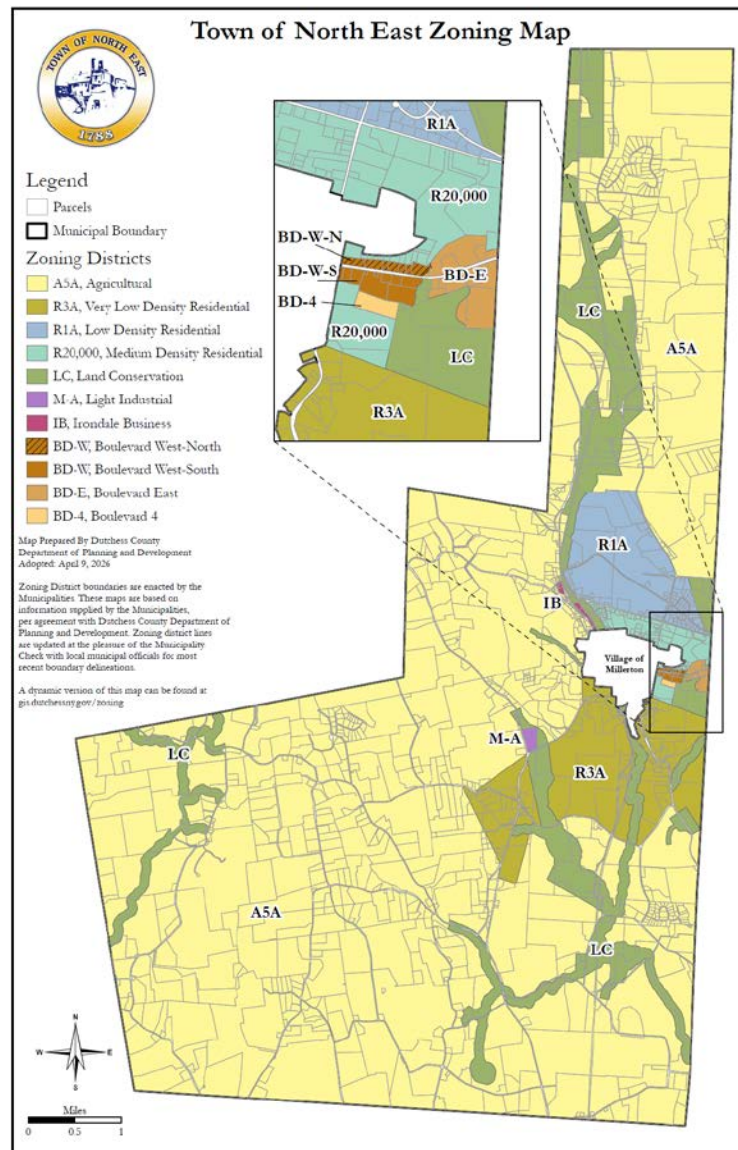 Town of North East Zoning Map
TOWN OF NORTH EAST
1788
Legend
Parcels
Municipal Boundary
Zoning Districts
A5A, Agricultural
R3A, Very Low Density Residential
R1A, Low Density Residential
R20,000, Medium Density Residential
LC, Land Conservation
M-A, Light Industrial
IB, Irondale Business
BD-W, Boulevard West-North
BD-W, Boulevard West-South
BD-E, Boulevard East
BD-4, Boulevard 4
Map Prepared By Dutchess County
Department of Planning and Development
Adopted: April 9, 2026
Zoning District boundaries are enacted by the
Municipalities. These maps are based on
information supplied by the Municipalities,
per agreement with Dutchess County Department of
Planning and Development. Zoning district lines
are updated at the pleasure of the Municipality
Check with local municipal officials for most
recent boundary delineations.
A dynamic version of this map can be found at
gis.dutchessny.gov/zoning
R1A
R20,000
BD-W-N
BD-W-S
BD-E
BD-4
R20,000
LC
R3A
LC
A5A
R1A
IB
Village of
Millerton
M-A
R3A
LC
A5A
LC
N
W
E
S
Miles
0 0.5 1